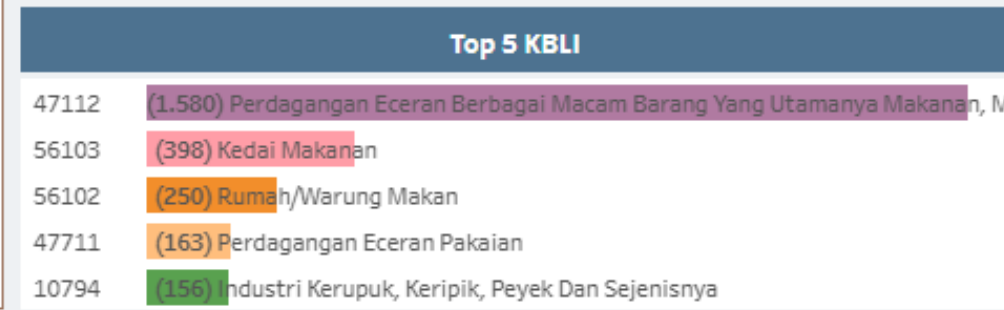 Top 5 KBLI
47112 (1.580) Perdagangan Eceran Berbagai Macam Barang Yang Utamanya Makanan,
56103 (398) Kedai Makanan
56102 (250) Rumah/Warung Makan
47711 (163) Perdagangan Eceran Pakaian
10794 (156) Industri Kerupuk, Keripik, Peyek Dan Sejenisnya